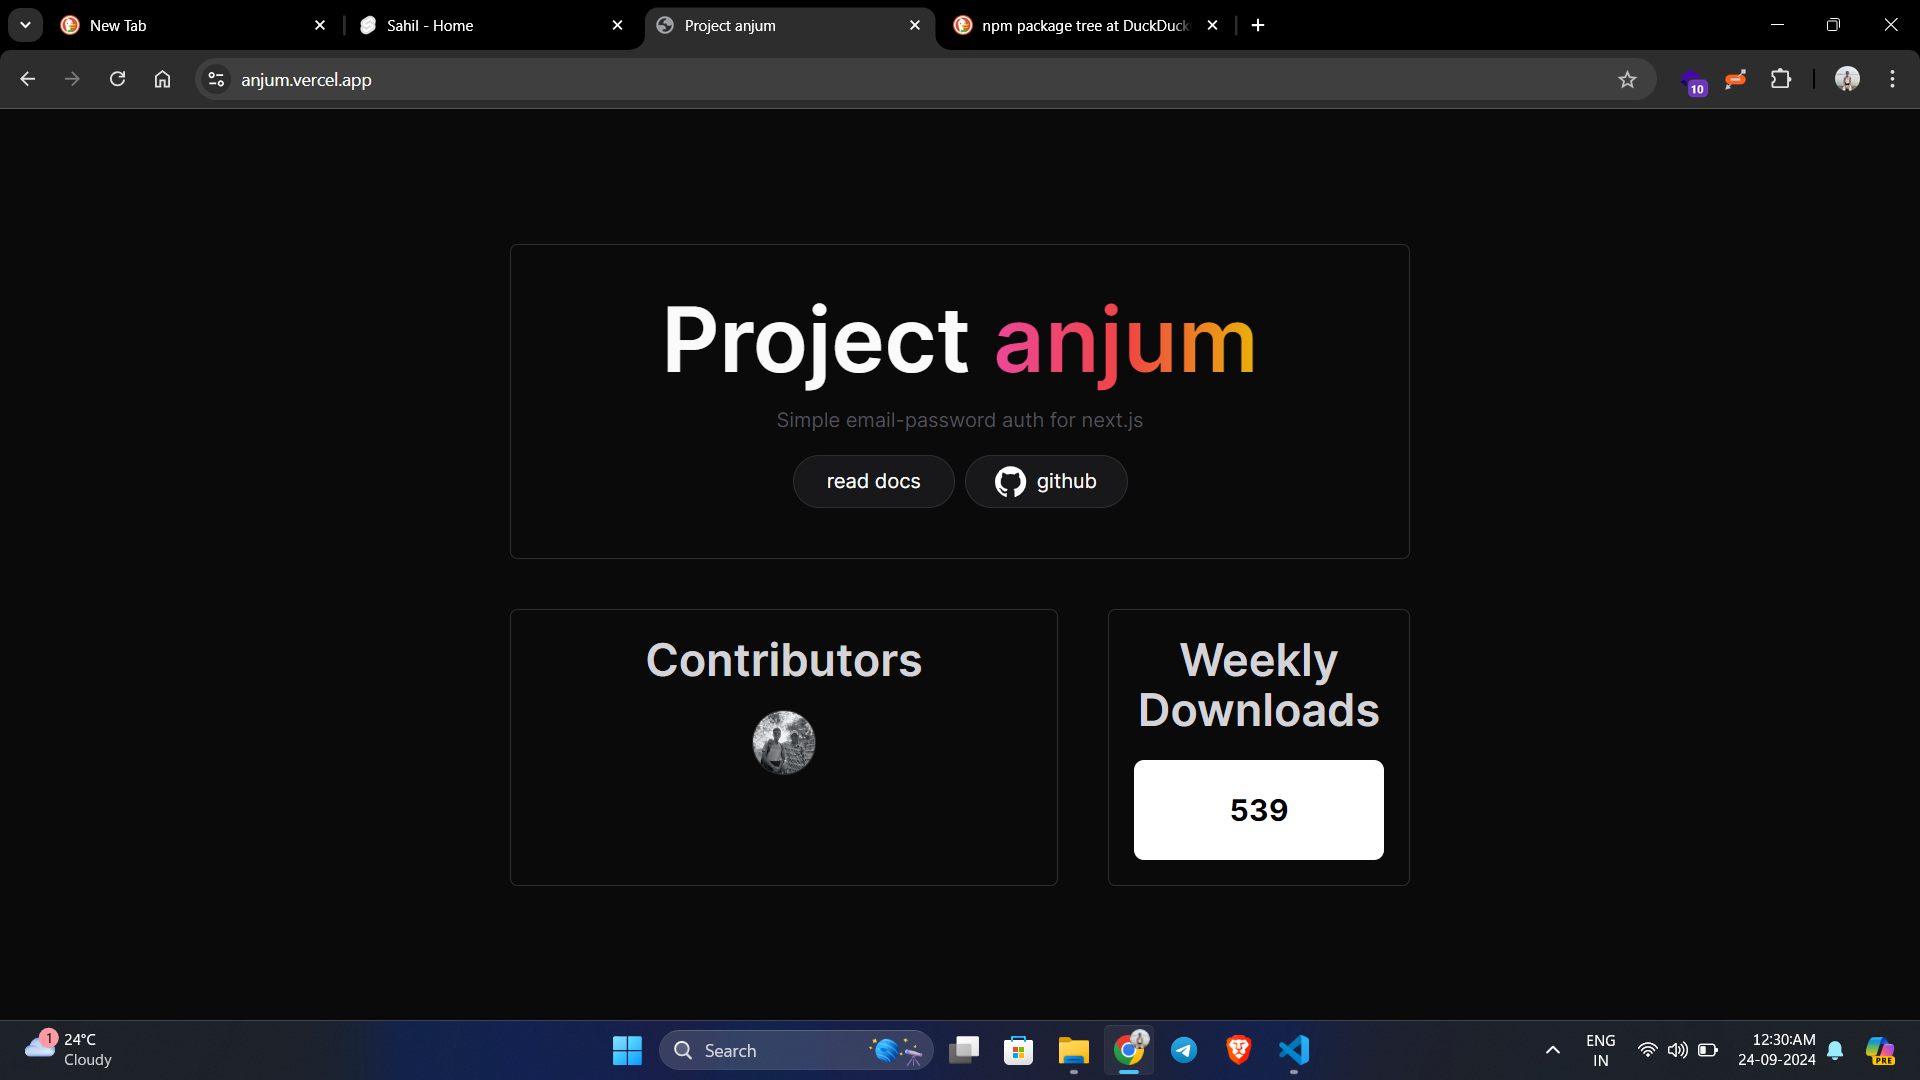 New Tab
Sahil - Home
Project anjum
npm package tree at DuckDuck
anjum.vercel.app
10
Project anjum
Simple email-password auth for next.js
read docs
github
Contributors
Weekly
Downloads
539
1
24°C
Cloudy
Search
ENG
IN
12:30:AM
24-09-2024
PRE